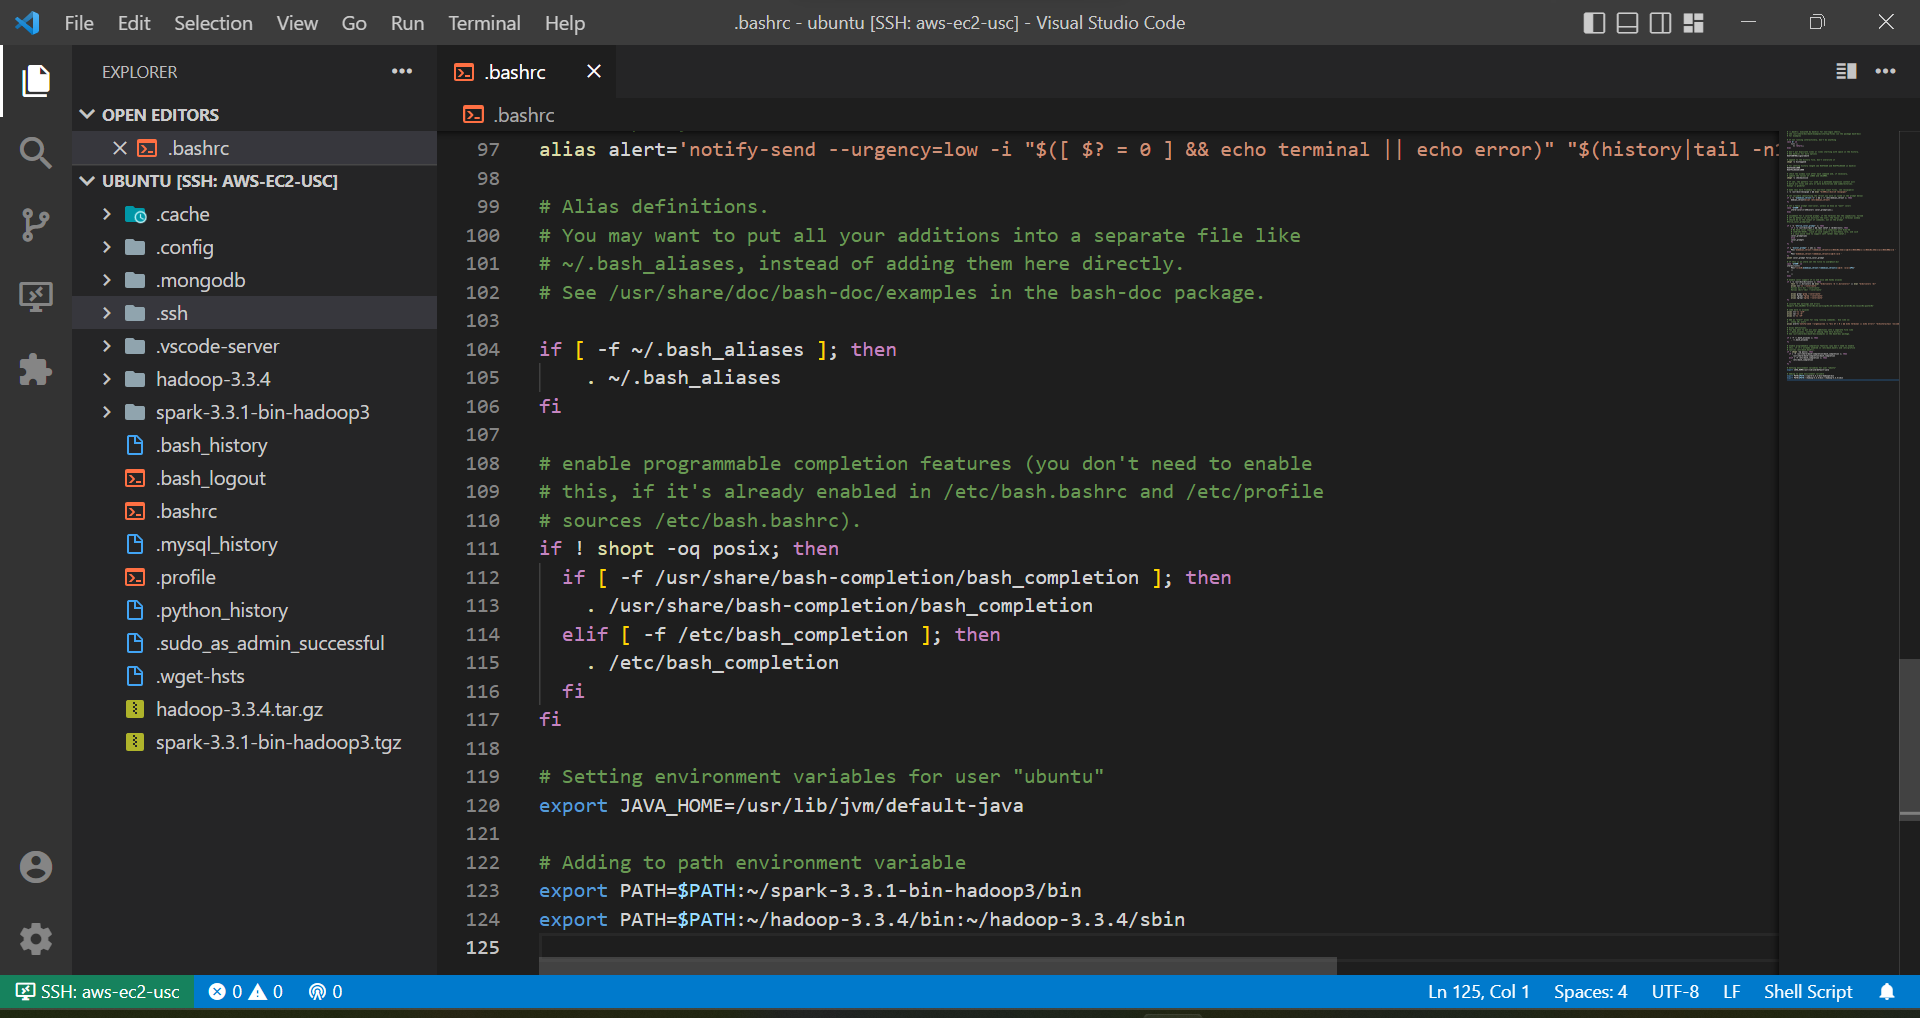 File Edit Selection View Go Run Terminal Help
.bashrc - ubuntu [SSH: aws-ec2-usc] - Visual Studio Code
EXPLORER
OPEN EDITORS
.bashrc
UBUNTU [SSH: AWS-EC2-USC]
.cache
.config
.mongodb
.ssh
.vscode-server
hadoop-3.3.4
spark-3.3.1-bin-hadoop3
.bash_history
.bash_logout
.bashrc
.mysql_history
.profile
.python_history
.sudo_as_admin_successful
.wget-hsts
hadoop-3.3.4.tar.gz
spark-3.3.1-bin-hadoop3.tgz
.bashrc
.bashrc
97 alias alert='notify-send --urgency=low -i "$([ $? = 0 ] && echo terminal || echo error)" "$(history|tail -n1
98
99 # Alias definitions.
100 # You may want to put all your additions into a separate file like
101 # ~/.bash_aliases, instead of adding them here directly.
102 # See /usr/share/doc/bash-doc/examples in the bash-doc package.
103
104 if [ -f ~/.bash_aliases ]; then
105     . ~/.bash_aliases
106 fi
107
108 # enable programmable completion features (you don't need to enable
109 # this, if it's already enabled in /etc/bash.bashrc and /etc/profile
110 # sources /etc/bash.bashrc).
111 if ! shopt -oq posix; then
112   if [ -f /usr/share/bash-completion/bash_completion ]; then
113     . /usr/share/bash-completion/bash_completion
114   elif [ -f /etc/bash_completion ]; then
115     . /etc/bash_completion
116   fi
117 fi
118
119 # Setting environment variables for user "ubuntu"
120 export JAVA_HOME=/usr/lib/jvm/default-java
121
122 # Adding to path environment variable
123 export PATH=$PATH:~/spark-3.3.1-bin-hadoop3/bin
124 export PATH=$PATH:~/hadoop-3.3.4/bin:~/hadoop-3.3.4/sbin
125
SSH: aws-ec2-usc 0 0 0 Ln 125, Col 1 Spaces: 4 UTF-8 LF Shell Script